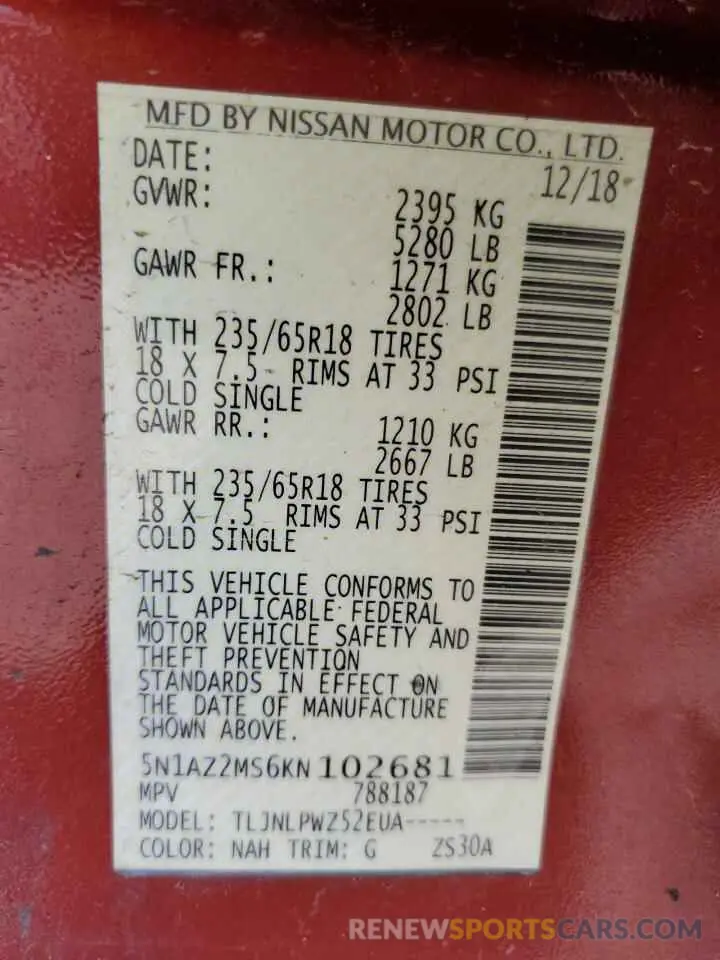 MFD BY NISSAN MOTOR CO., LTD.
DATE: 12/18
GVWR: 2395 KG
5280 LB
GAWR FR.: 1271 KG
2802 LB
WITH 235/65R18 TIRES
18 X 7.5 RIMS AT 33 PSI
COLD SINGLE
GAWR RR.: 1210 KG
2667 LB
WITH 235/65R18 TIRES
18 X 7.5 RIMS AT 33 PSI
COLD SINGLE
THIS VEHICLE CONFORMS TO
ALL APPLICABLE FEDERAL
MOTOR VEHICLE SAFETY AND
THEFT PREVENTION
STANDARDS IN EFFECT ON
THE DATE OF MANUFACTURE
SHOWN ABOVE.
5N1AZ2MS6KN102681
MPV 788187
MODEL: TLJNLPWZ52EUA-----
COLOR: NAH TRIM: G ZS30A
RENEWSPORTSCARS.COM